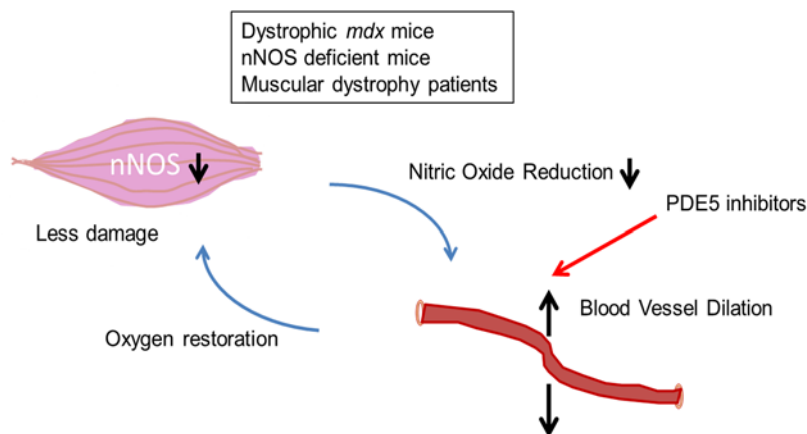 Dystrophic mdx mice
nNOS deficient mice
Muscular dystrophy patients
nNOS
Nitric Oxide Reduction
PDE5 inhibitors
Less damage
Blood Vessel Dilation
Oxygen restoration